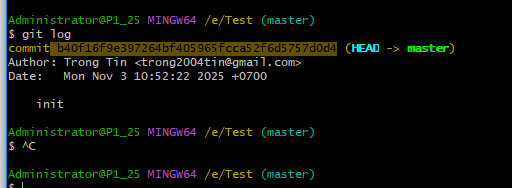 Administrator@P1_25 MINGW64 /e/Test (master)
$ git log
commit b40f16f9e397264bf405965fcca52f6d5757d0d4 (HEAD -> master)
Author: Trong Tin <trong2004tin@gmail.com>
Date:   Mon Nov 3 10:52:22 2025 +0700
init
Administrator@P1_25 MINGW64 /e/Test (master)
$ ^C
Administrator@P1_25 MINGW64 /e/Test (master)
$